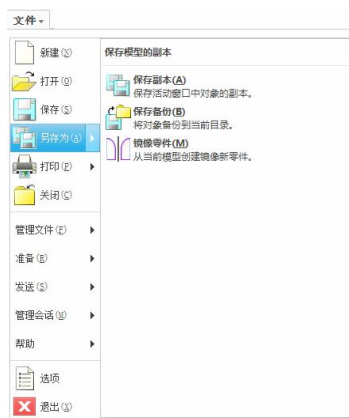 文件
新建(N)
打开(O)
保存(S)
另存为(A)
打印(P)
关闭(C)
管理文件(F)
准备(R)
发送(S)
管理会话(M)
帮助
选项
退出(X)
保存模型的副本
保存副本(A)
保存活动窗口中对象的副本。
保存备份(B)
将对象备份到当前目录。
镜像零件(M)
从当前模型创建镜像新零件。